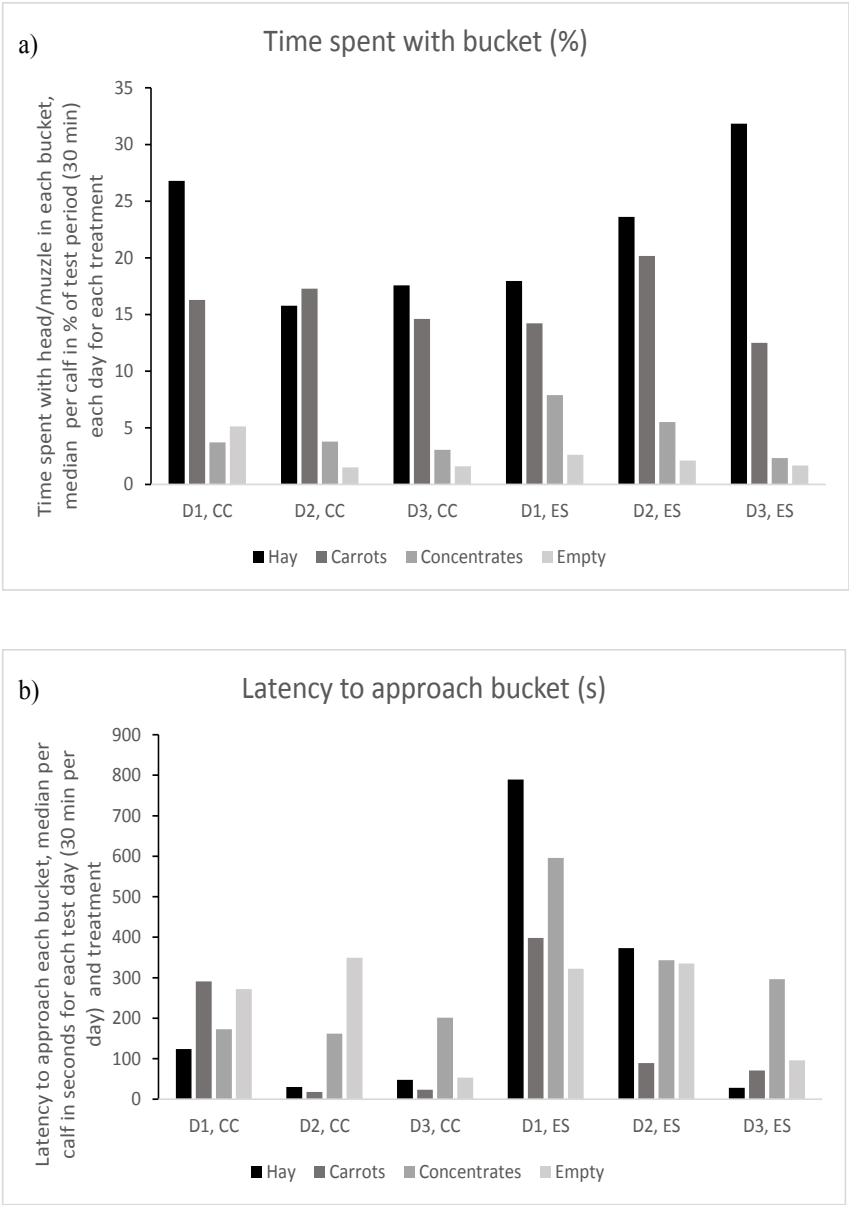 a)
Time spent with bucket (%)
Time spent with head/muzzle in each bucket,
median per calf in % of test period (30 min)
each day for each treatment
35
30
25
20
15
10
5
0
D1, CC D2, CC D3, CC D1, ES D2, ES D3, ES
Hay Carrots Concentrates Empty
b)
Latency to approach bucket (s)
Latency to approach each bucket, median per
calf in seconds for each test day (30 min per
day) and treatment
900
800
700
600
500
400
300
200
100
0
D1, CC D2, CC D3, CC D1, ES D2, ES D3, ES
Hay Carrots Concentrates Empty